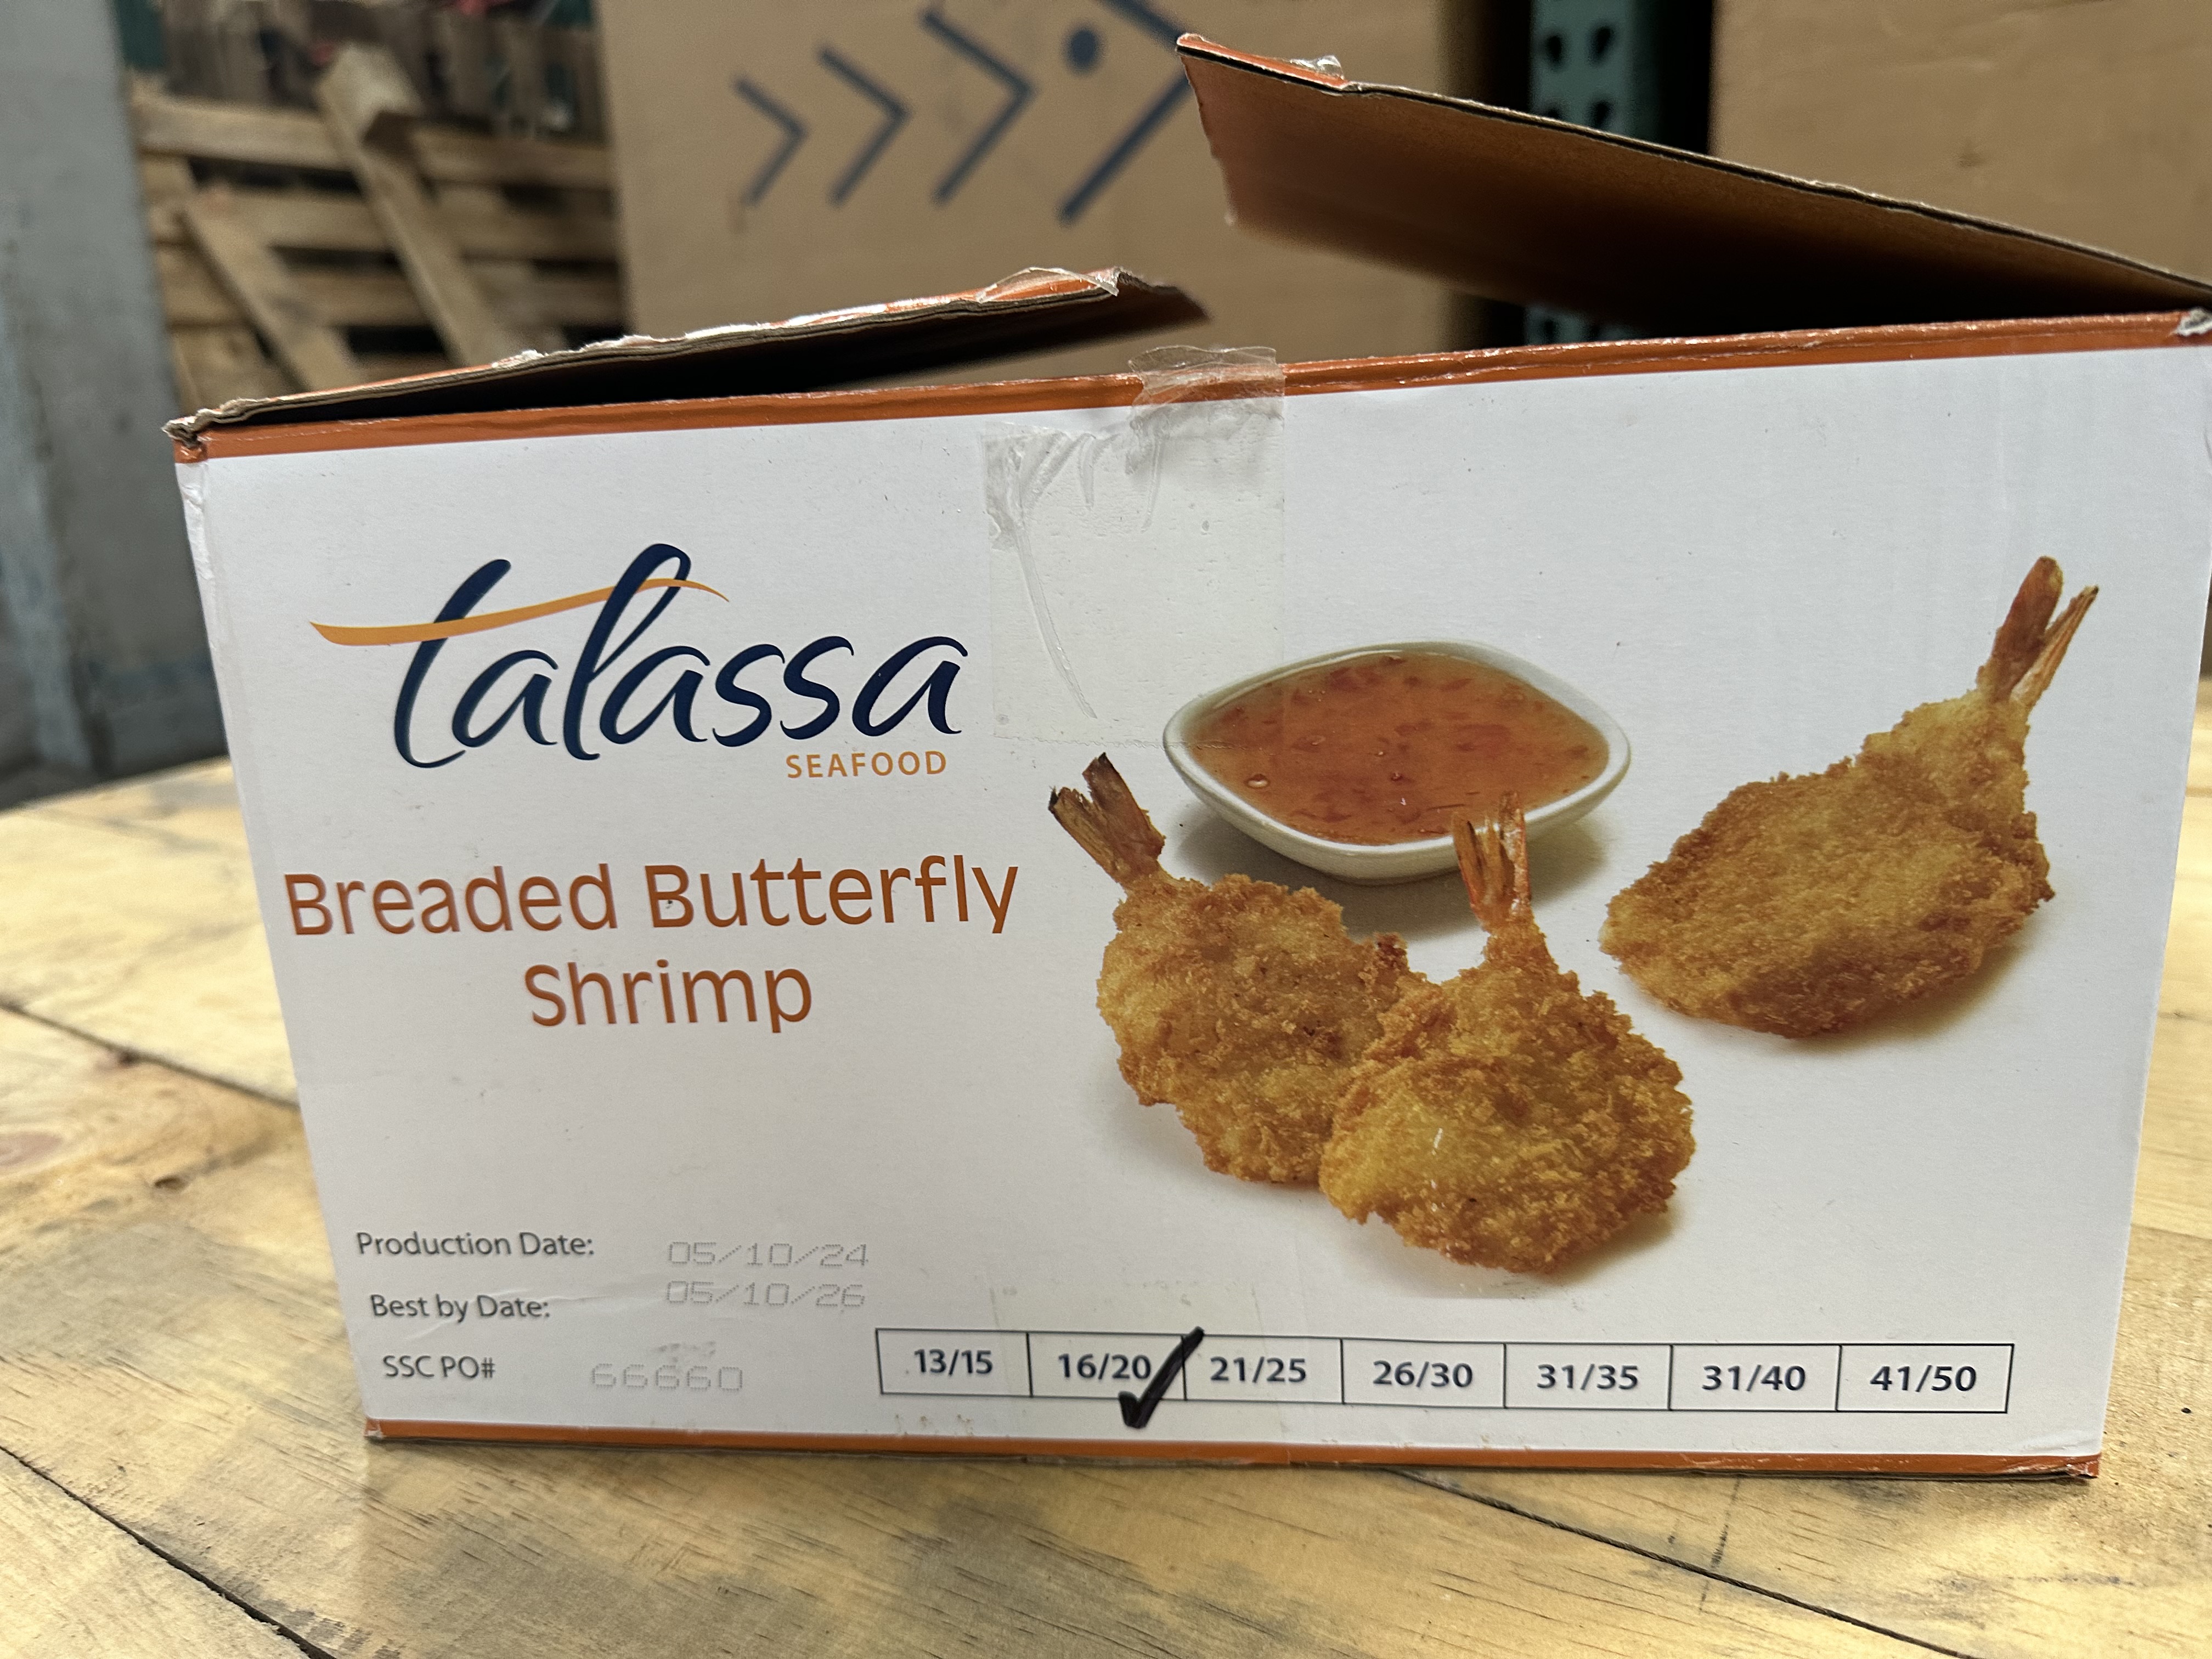 talassa
SEAFOOD
Breaded Butterfly
Shrimp
Production Date: 05/10/24
Best by Date: 05/10/26
SSC PO# 66660
13/15 16/20 21/25 26/30 31/35 31/40 41/50